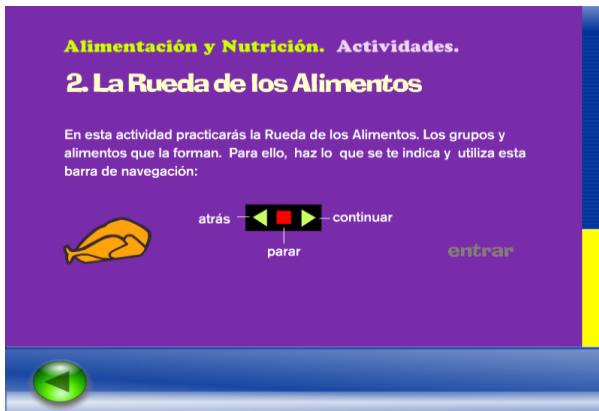 Alimentación y Nutrición. Actividades.
2. La Rueda de los Alimentos
En esta actividad practicarás la Rueda de los Alimentos. Los grupos y
alimentos que la forman. Para ello, haz lo que se te indica y utiliza esta
barra de navegación:
atrás continuar
parar
entrar